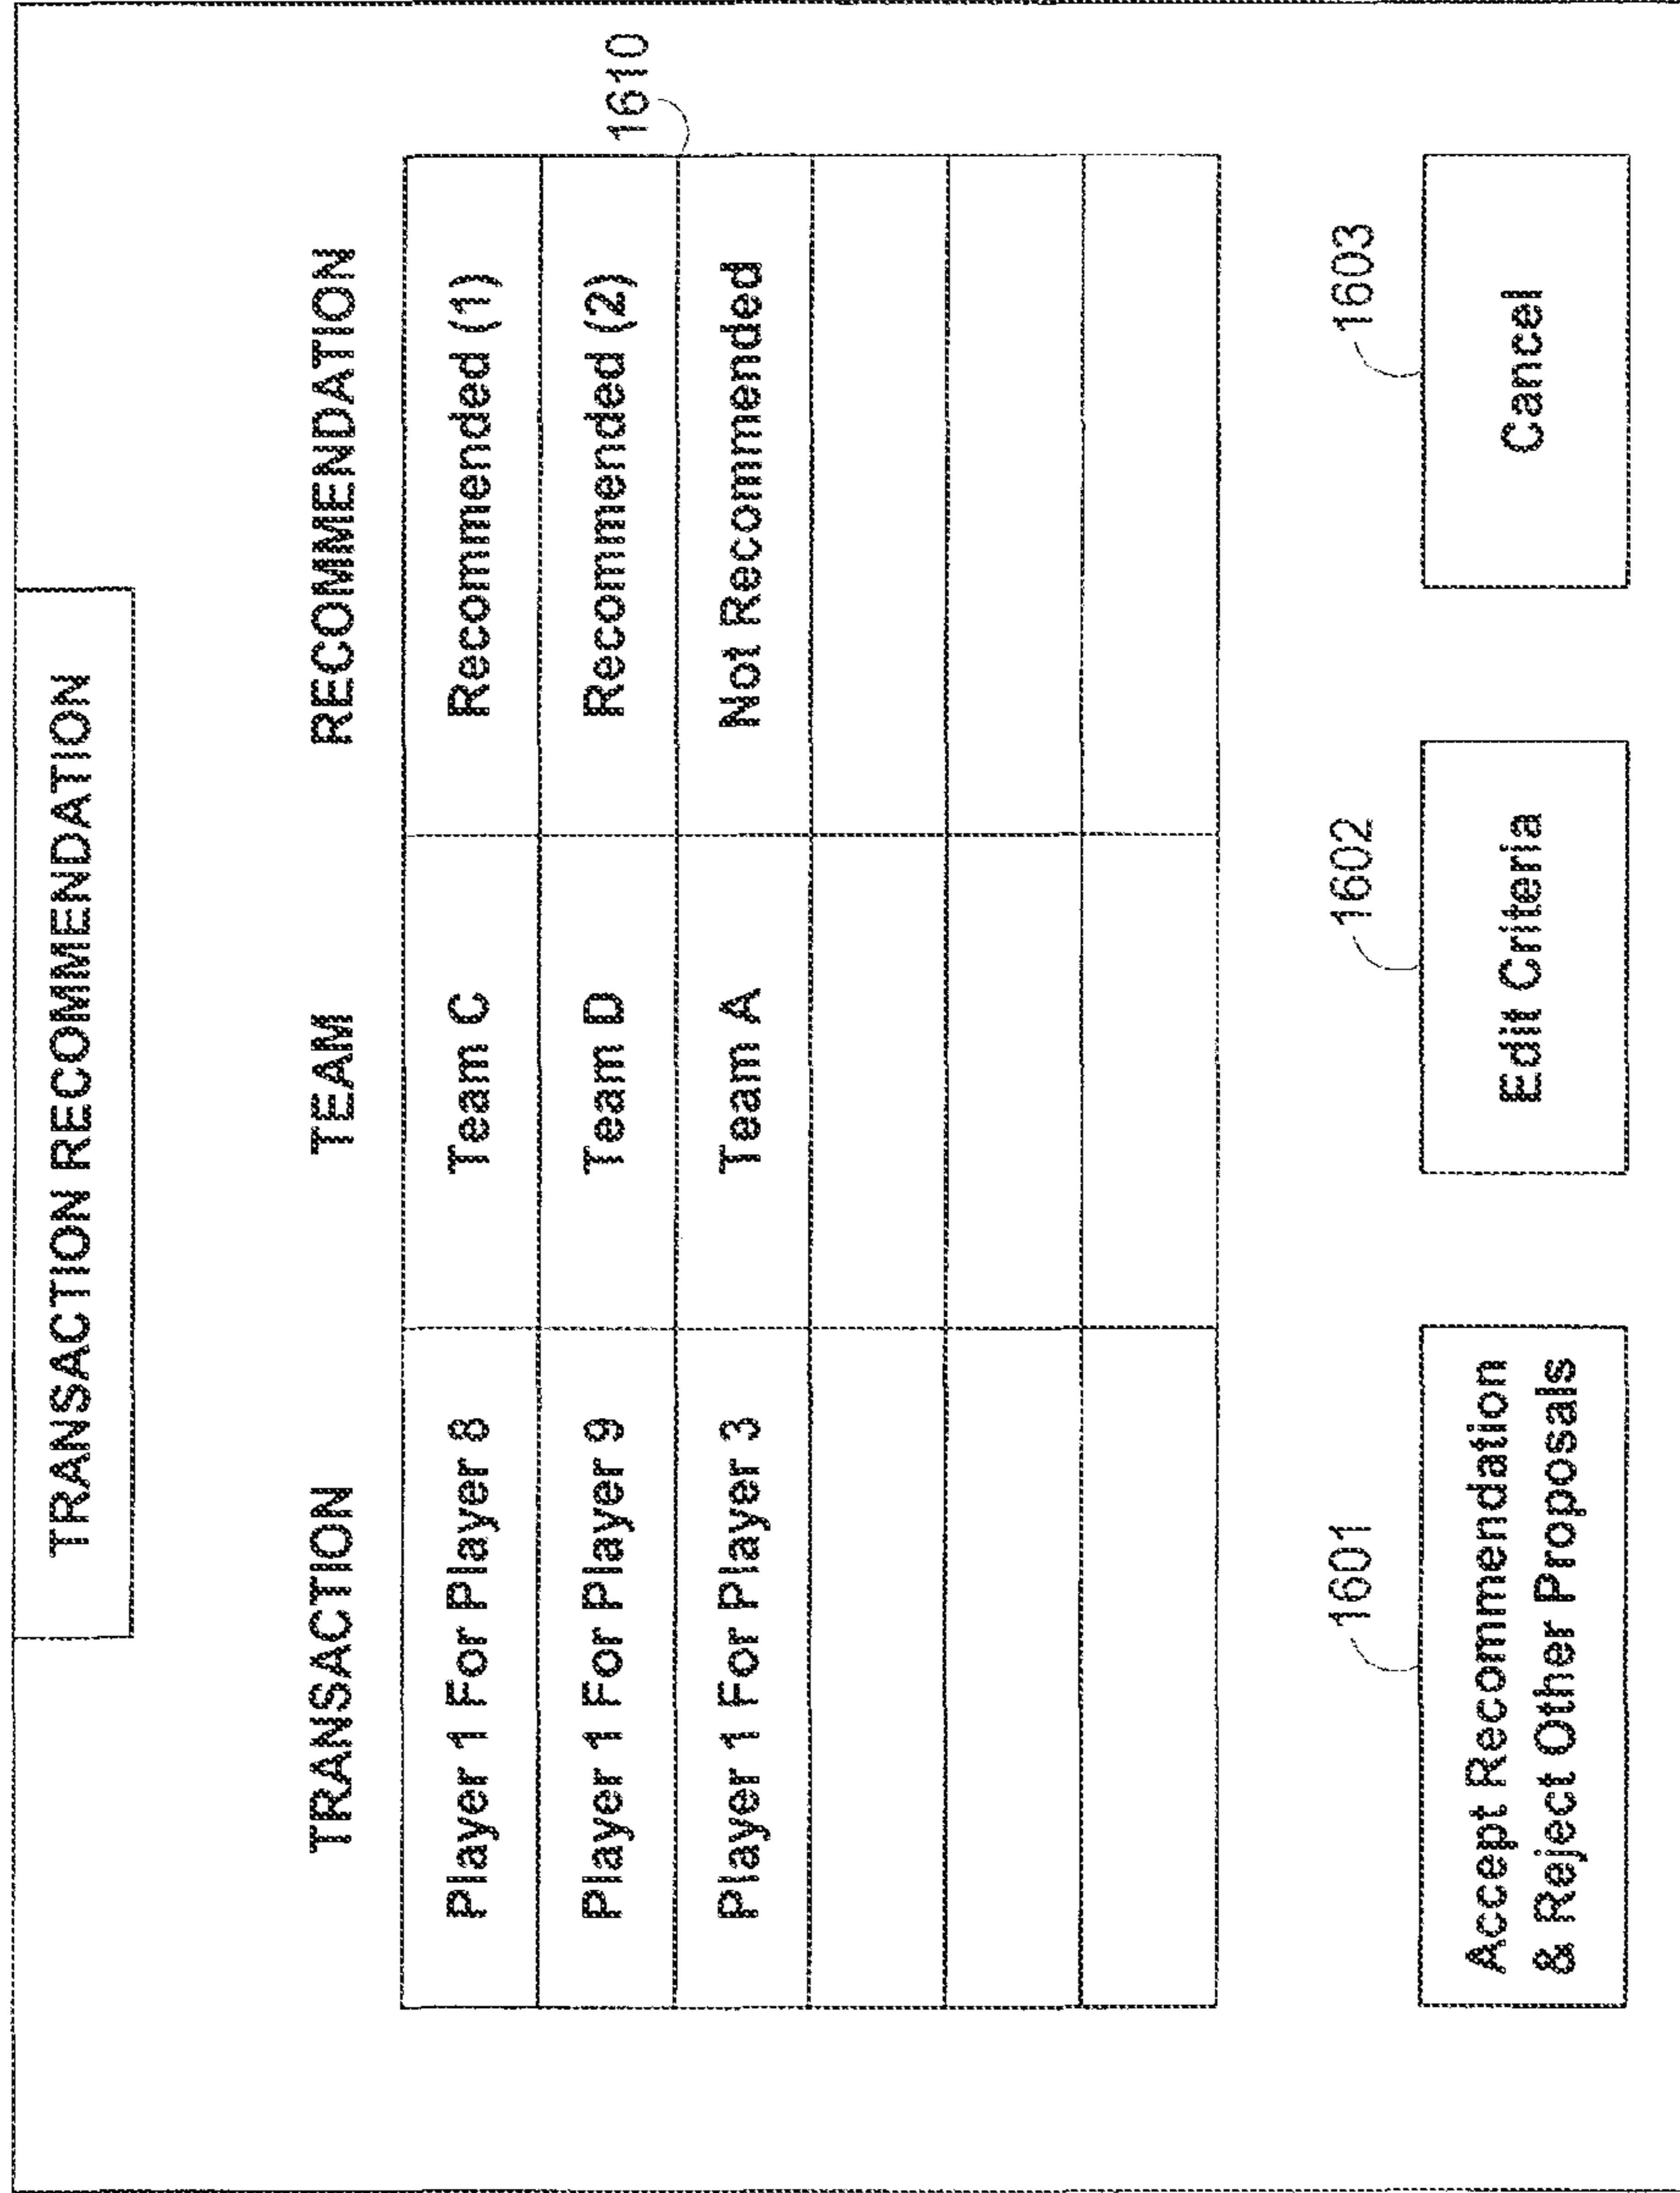 TRANSACTION RECOMMENDATION
TRANSACTION TEAM RECOMMENDATION
1610
Player 1 For Player 8 Team C Recommended (1)
Player 1 For Player 9 Team D Recommended (2)
Player 1 For Player 3 Team A Not Recommended
1601 1602 1603
Accept Recommendation
& Reject Other Proposals
Edit Criteria
Cancel